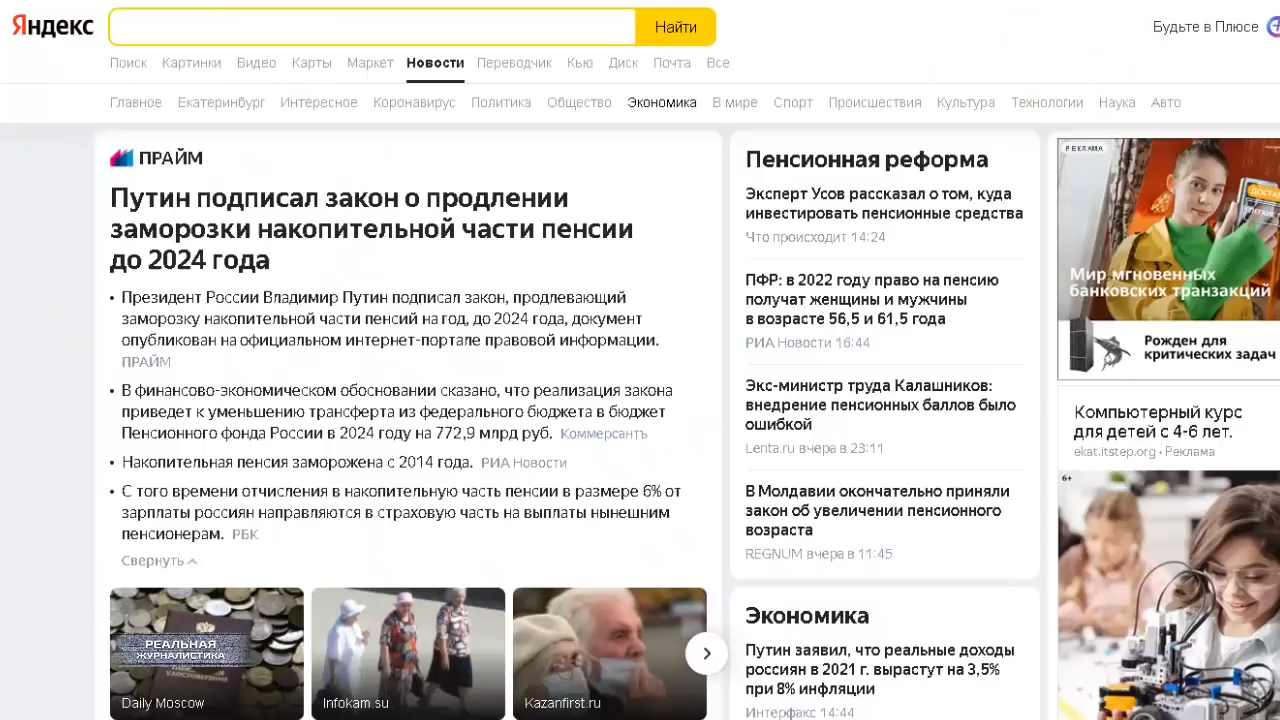 Яндекс
Найти
Будьте в Плюсе
Поиск Картинки Видео Карты Маркет Новости Переводчик Кью Диск Почта Все
Главное Екатеринбург Интересное Коронавирус Политика Общество Экономика В мире Спорт Происшествия Культура Технологии Наука Авто
ПРАЙМ
Путин подписал закон о продлении
заморозки накопительной части пенсии
до 2024 года
• Президент России Владимир Путин подписал закон, продлевающий
заморозку накопительной части пенсий на год, до 2024 года, документ
опубликован на официальном интернет-портале правовой информации.
ПРАЙМ
• В финансово-экономическом обосновании сказано, что реализация закона
приведет к уменьшению трансферта из федерального бюджета в бюджет
Пенсионного фонда России в 2024 году на 772,9 млрд руб. Коммерсантъ
• Накопительная пенсия заморожена с 2014 года. РИА Новости
• С того времени отчисления в накопительную часть пенсии в размере 6% от
зарплаты россиян направляются в страховую часть на выплаты нынешним
пенсионерам. РБК
Свернуть
РЕАЛЬНАЯ
ЖУРНАЛИСТИКА
Daily Moscow
Infokam.su
Kazanfirst.ru
Пенсионная реформа
Эксперт Усов рассказал о том, куда
инвестировать пенсионные средства
Что происходит 14:24
ПФР: в 2022 году право на пенсию
получат женщины и мужчины
в возрасте 56,5 и 61,5 года
РИА Новости 16:44
Экс-министр труда Калашников:
внедрение пенсионных баллов было
ошибкой
Lenta.ru вчера в 23:11
В Молдавии окончательно приняли
закон об увеличении пенсионного
возраста
REGNUM вчера в 11:45
Экономика
Путин заявил, что реальные доходы
россиян в 2021 г. вырастут на 3,5%
при 8% инфляции
Интерфакс 14:44
РЕКЛАМА
Мир мгновенных
банковских транзакций
Рожден для
критических задач
Компьютерный курс
для детей с 4-6 лет.
ekat.itstep.org • Реклама
6+